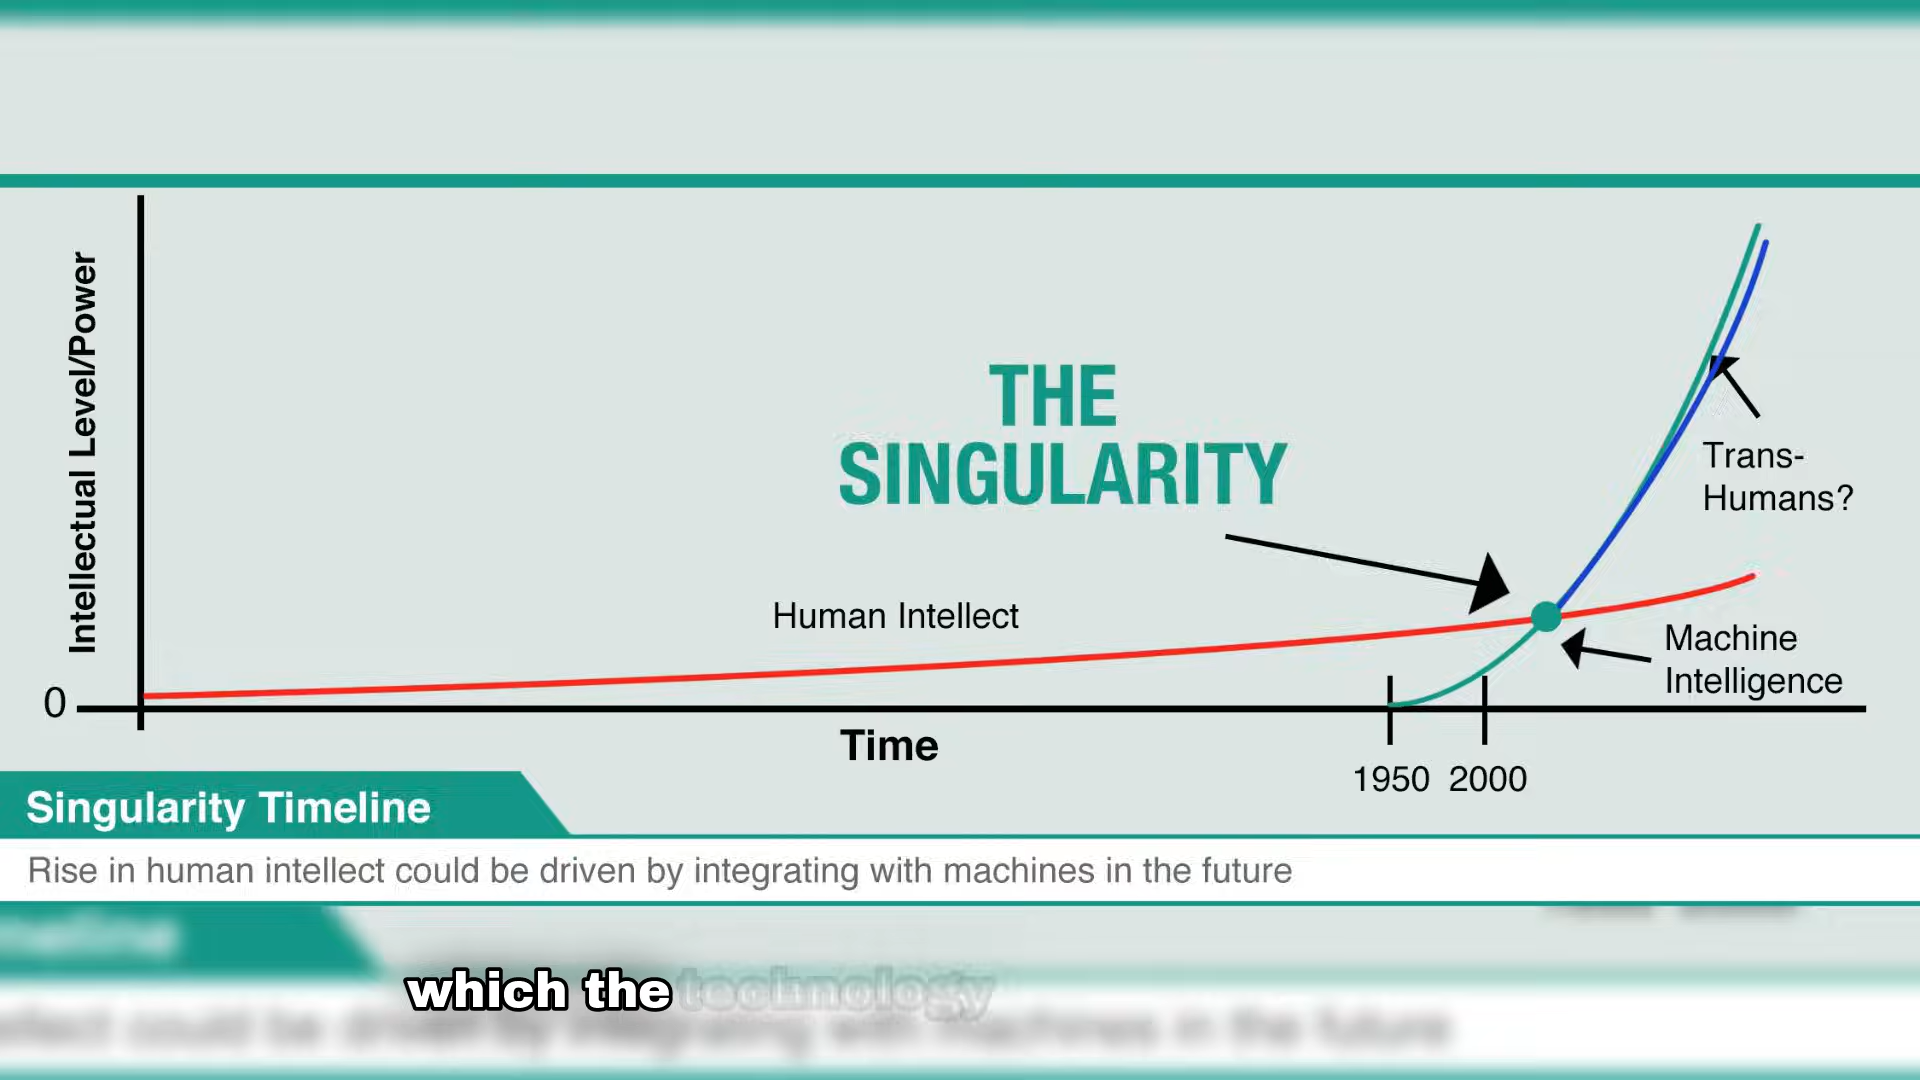 Intellectual Level/Power
THE
SINGULARITY
Trans-
Humans?
Human Intellect
Machine
Intelligence
0
Time
1950 2000
Singularity Timeline
Rise in human intellect could be driven by integrating with machines in the future
which the technology